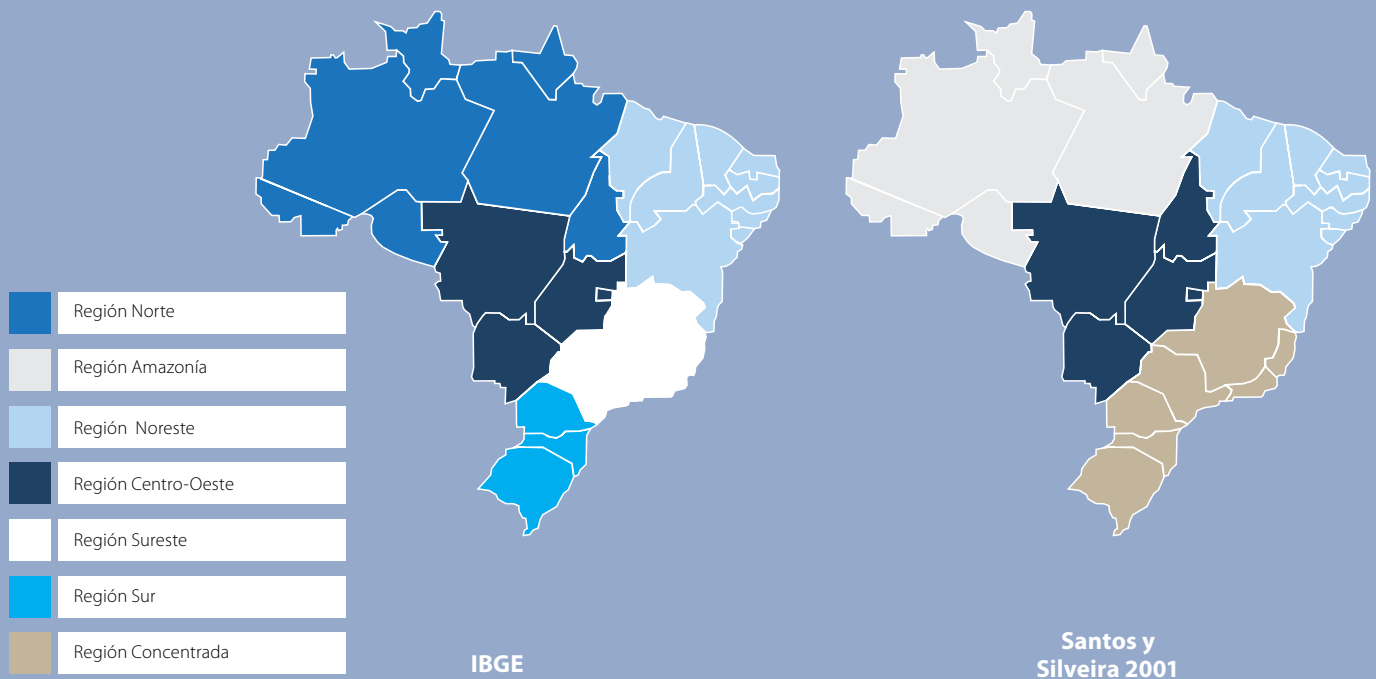 Región Norte
Región Amazonía
Región Noreste
Región Centro-Oeste
Región Sureste
Región Sur
Región Concentrada
IBGE
Santos y
Silveira 2001